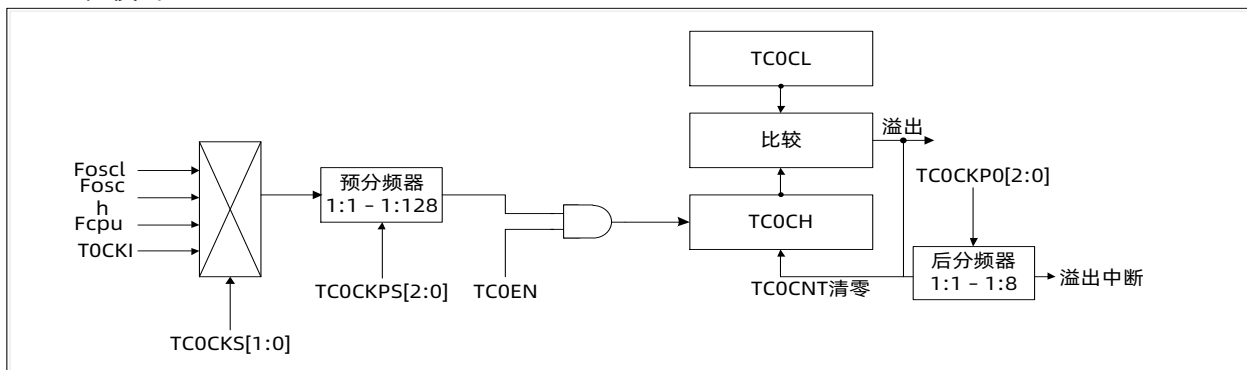 TC0CL
比较
溢出
Foscl
Fosc
h
Fcpu
T0CKI
预分频器
1:1 - 1:128
TC0CKP0[2:0]
TC0CH
后分频器
1:1 - 1:8
溢出中断
TC0CKPS[2:0]
TC0EN
TC0CNT清零
TC0CKS[1:0]